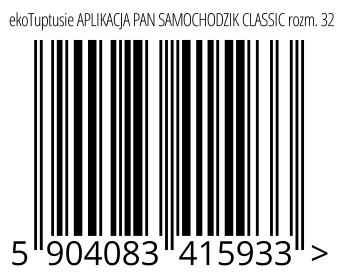 ekoTuptusie APLIKACJA PAN SAMOCHODZIK CLASSIC rozm. 32
5 904083 415933 >